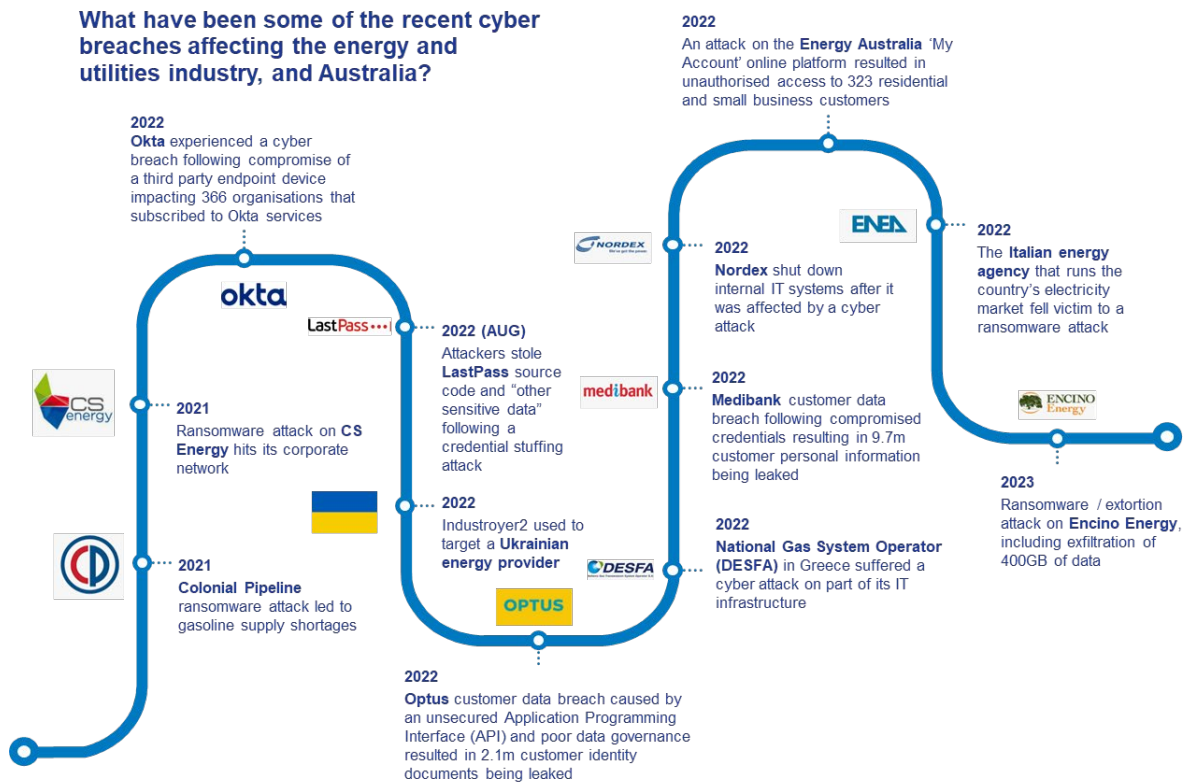 What have been some of the recent cyber
breaches affecting the energy and
utilities industry, and Australia?
2021
Colonial Pipeline
ransomware attack led to
gasoline supply shortages
CS
energy
2021
Ransomware attack on CS
Energy hits its corporate
network
2022
Okta experienced a cyber
breach following compromise of
a third party endpoint device
impacting 366 organisations that
subscribed to Okta services
okta
LastPass
2022 (AUG)
Attackers stole
LastPass source
code and “other
sensitive data”
following a
credential stuffing
attack
2022
Industroyer2 used to
target a Ukrainian
energy provider
OPTUS
2022
Optus customer data breach caused by
an unsecured Application Programming
Interface (API) and poor data governance
resulted in 2.1m customer identity
documents being leaked
DESFA
2022
National Gas System Operator
(DESFA) in Greece suffered a
cyber attack on part of its IT
infrastructure
medibank
2022
Medibank customer data
breach following compromised
credentials resulting in 9.7m
customer personal information
being leaked
NORDEX
2022
Nordex shut down
internal IT systems after it
was affected by a cyber
attack
2022
An attack on the Energy Australia ‘My
Account’ online platform resulted in
unauthorised access to 323 residential
and small business customers
ENEA
2022
The Italian energy
agency that runs the
country’s electricity
market fell victim to a
ransomware attack
ENCINO
Energy
2023
Ransomware / extortion
attack on Encino Energy,
including exfiltration of
400GB of data